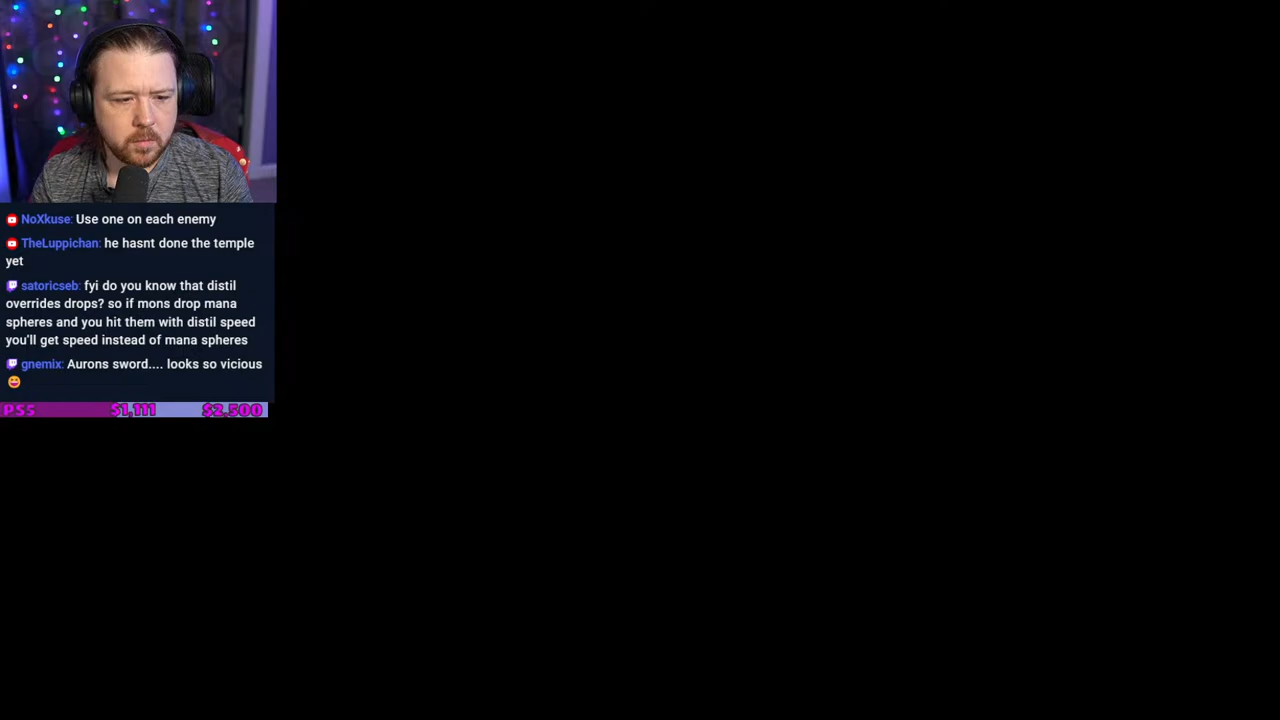 NoXkuse: Use one on each enemy
TheLuppichan: he hasnt done the temple
yet
satoricseb: fyi do you know that distil
overrides drops? so if mons drop mana
spheres and you hit them with distil speed
you'll get speed instead of mana spheres
gnemix: Aurons sword.... looks so vicious
PS5 $1,111 $2,500